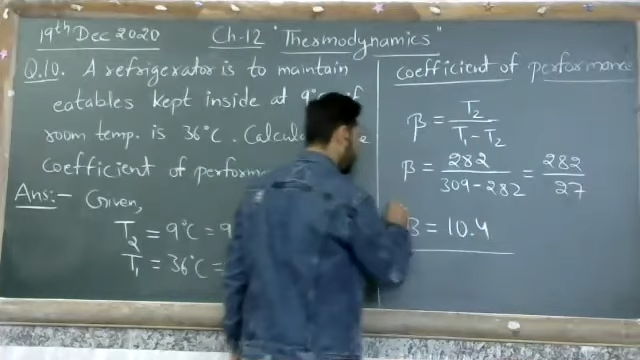 19th Dec 2020
Ch-12 "Thermodynamics"
Q.10. A refrigerator is to maintain
eatables kept inside at 9°C. if
room temp. is 36°C. Calcul
Coefficient of perform
Ans:- Given,
T₂ = 9°C = 9
T₁ = 36°C =
coefficient of performance
β = T₂ / T₁ - T₂
β = 282 / 309 - 282 = 282 / 27
β = 10.4